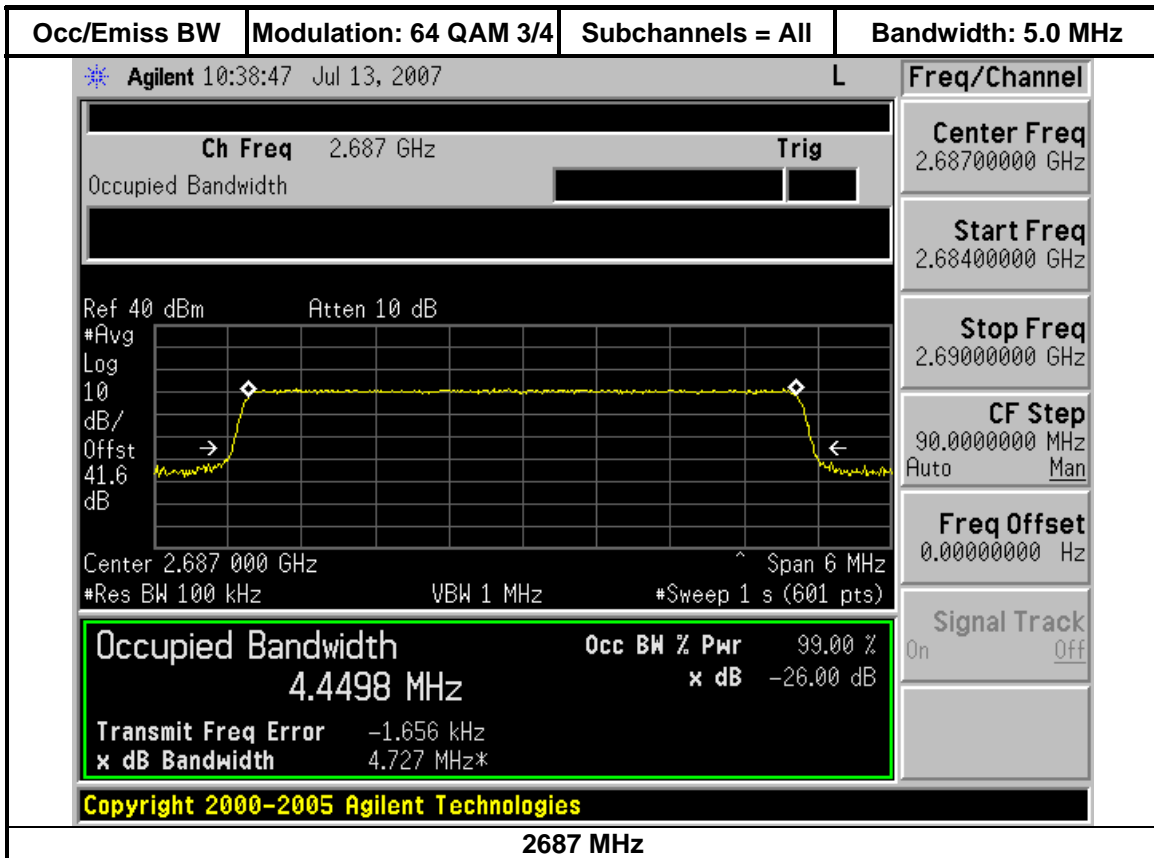 Occ/Emiss BW Modulation: 64 QAM 3/4 Subchannels = All Bandwidth: 5.0 MHz
Agilent 10:38:47 Jul 13, 2007 L Freq/Channel
Ch Freq 2.687 GHz Trig
Occupied Bandwidth
Center Freq
2.68700000 GHz
Start Freq
2.68400000 GHz
Stop Freq
2.69000000 GHz
CF Step
90.0000000 MHz
Auto Man
Freq Offset
0.00000000 Hz
Signal Track
On Off
Ref 40 dBm Atten 10 dB
#Avg
Log
10
dB/
Offst
41.6
dB
Center 2.687 000 GHz ^ Span 6 MHz
#Res BW 100 kHz VBW 1 MHz #Sweep 1 s (601 pts)
Occupied Bandwidth Occ BW % Pwr 99.00 %
4.4498 MHz x dB -26.00 dB
Transmit Freq Error -1.656 kHz
x dB Bandwidth 4.727 MHz*
Copyright 2000-2005 Agilent Technologies
2687 MHz